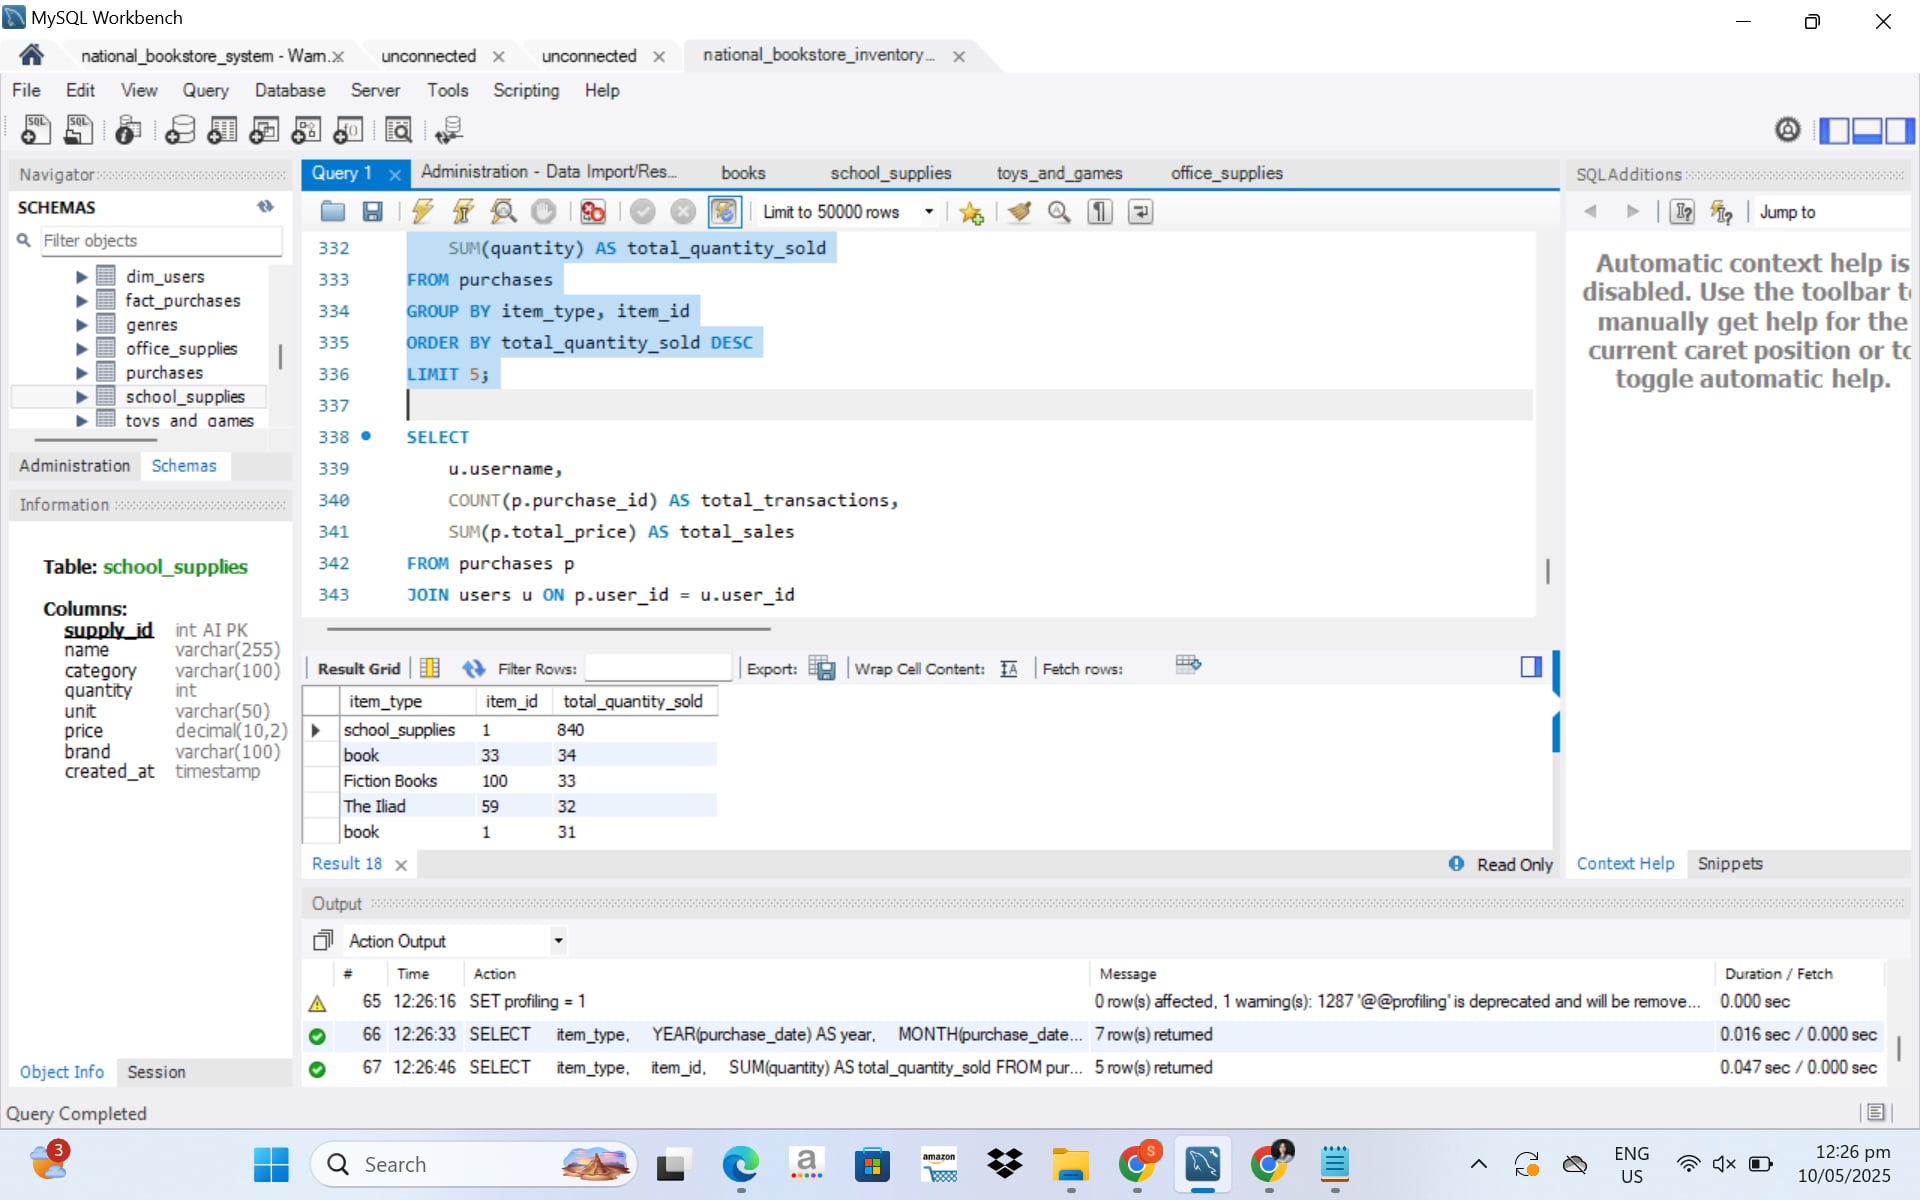 MySQL Workbench
national_bookstore_system - Warn.
unconnected
unconnected
national_bookstore_inventory...
File Edit View Query Database Server Tools Scripting Help
Navigator
SCHEMAS
Filter objects
dim_users
fact_purchases
genres
office_supplies
purchases
school_supplies
toys_and_games
Administration Schemas
Information
Table: school_supplies
Columns:
supply_id int AI PK
name varchar(255)
category varchar(100)
quantity int
unit varchar(50)
price decimal(10,2)
brand varchar(100)
created_at timestamp
Object Info Session
Query Completed
Query 1 Administration - Data Import/Res... books school_supplies toys_and_games office_supplies
Limit to 50000 rows
332 SUM(quantity) AS total_quantity_sold
333 FROM purchases
334 GROUP BY item_type, item_id
335 ORDER BY total_quantity_sold DESC
336 LIMIT 5;
337
338 SELECT
339 u.username,
340 COUNT(p.purchase_id) AS total_transactions,
341 SUM(p.total_price) AS total_sales
342 FROM purchases p
343 JOIN users u ON p.user_id = u.user_id
Result Grid Filter Rows: Export: Wrap Cell Content: Fetch rows:
item_type item_id total_quantity_sold
school_supplies 1 840
book 33 34
Fiction Books 100 33
The Iliad 59 32
book 1 31
Result 18
Read Only
SQLAdditions
Jump to
Automatic context help is
disabled. Use the toolbar to
manually get help for the
current caret position or to
toggle automatic help.
Context Help Snippets
Output
Action Output
# Time Action Message Duration / Fetch
65 12:26:16 SET profiling = 1 0 row(s) affected, 1 warning(s): 1287 '@@profiling' is deprecated and will be remove... 0.000 sec
66 12:26:33 SELECT item_type, YEAR(purchase_date) AS year, MONTH(purchase_date... 7 row(s) returned 0.016 sec / 0.000 sec
67 12:26:46 SELECT item_type, item_id, SUM(quantity) AS total_quantity_sold FROM pur... 5 row(s) returned 0.047 sec / 0.000 sec
3
Search
a
amazon
S
ENG
US
12:26 pm
10/05/2025